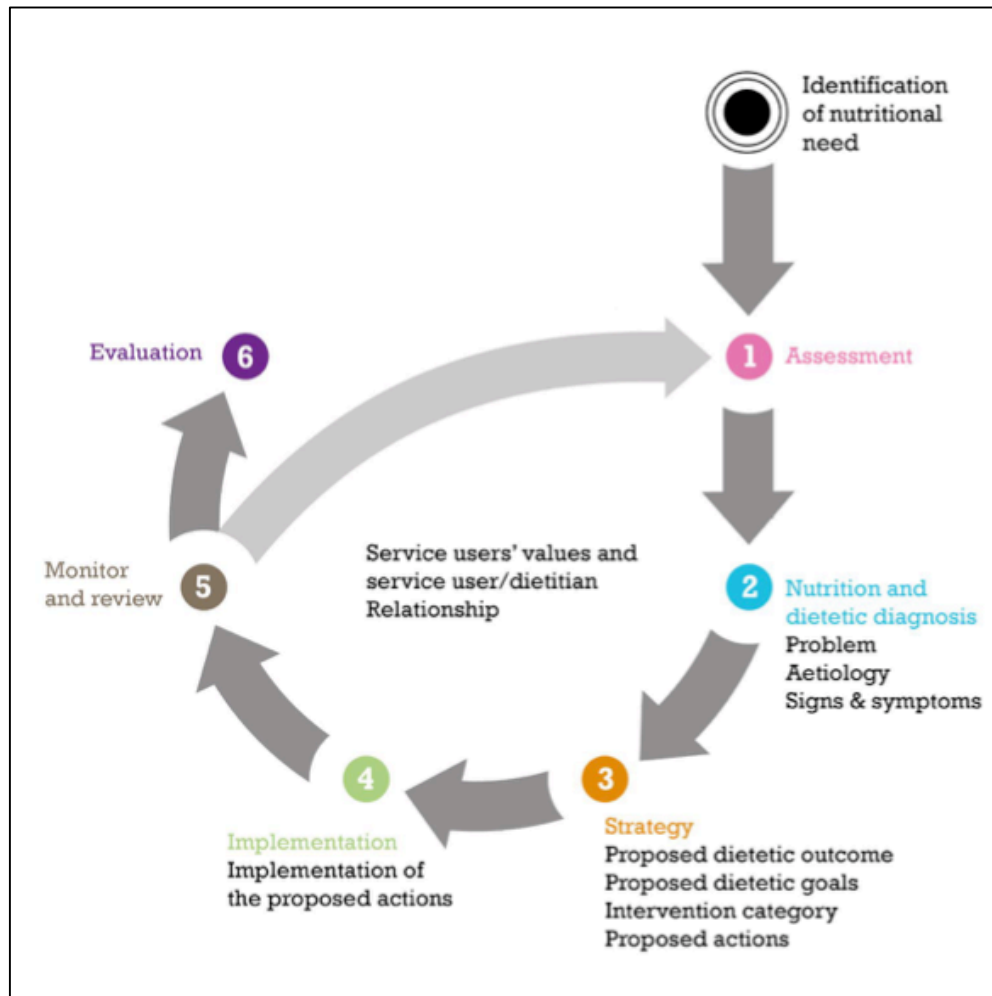 Identification
of nutritional
need
1 Assessment
2 Nutrition and
dietetic diagnosis
Problem
Aetiology
Signs & symptoms
3
Strategy
Proposed dietetic outcome
Proposed dietetic goals
Intervention category
Proposed actions
4
Implementation
Implementation of
the proposed actions
Monitor
and review
5
Evaluation 6
Service users’ values and
service user/dietitian
Relationship